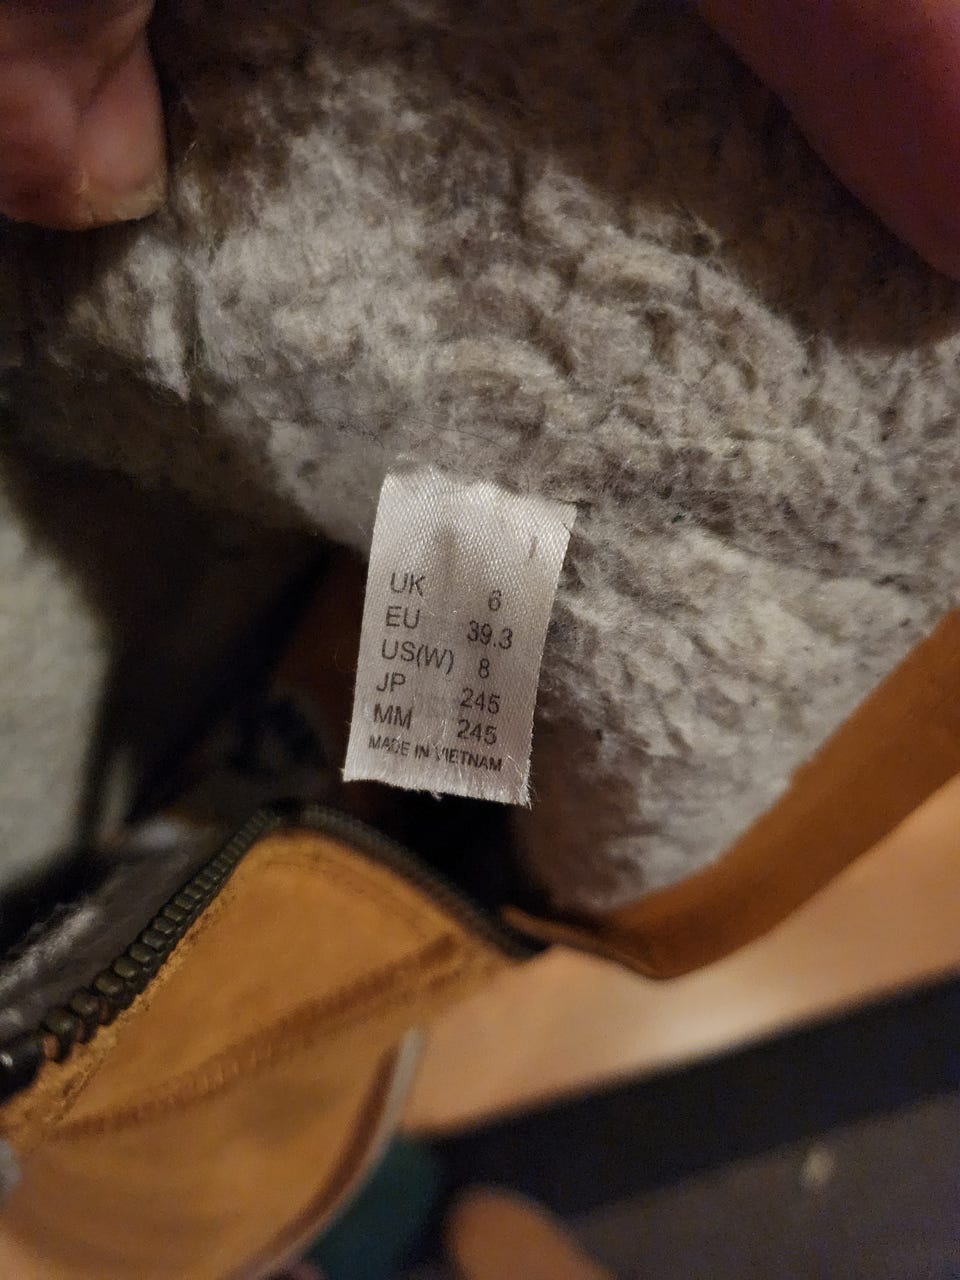 UK 6
EU 39.3
US(W) 8
JP 245
MM 245
MADE IN VIETNAM